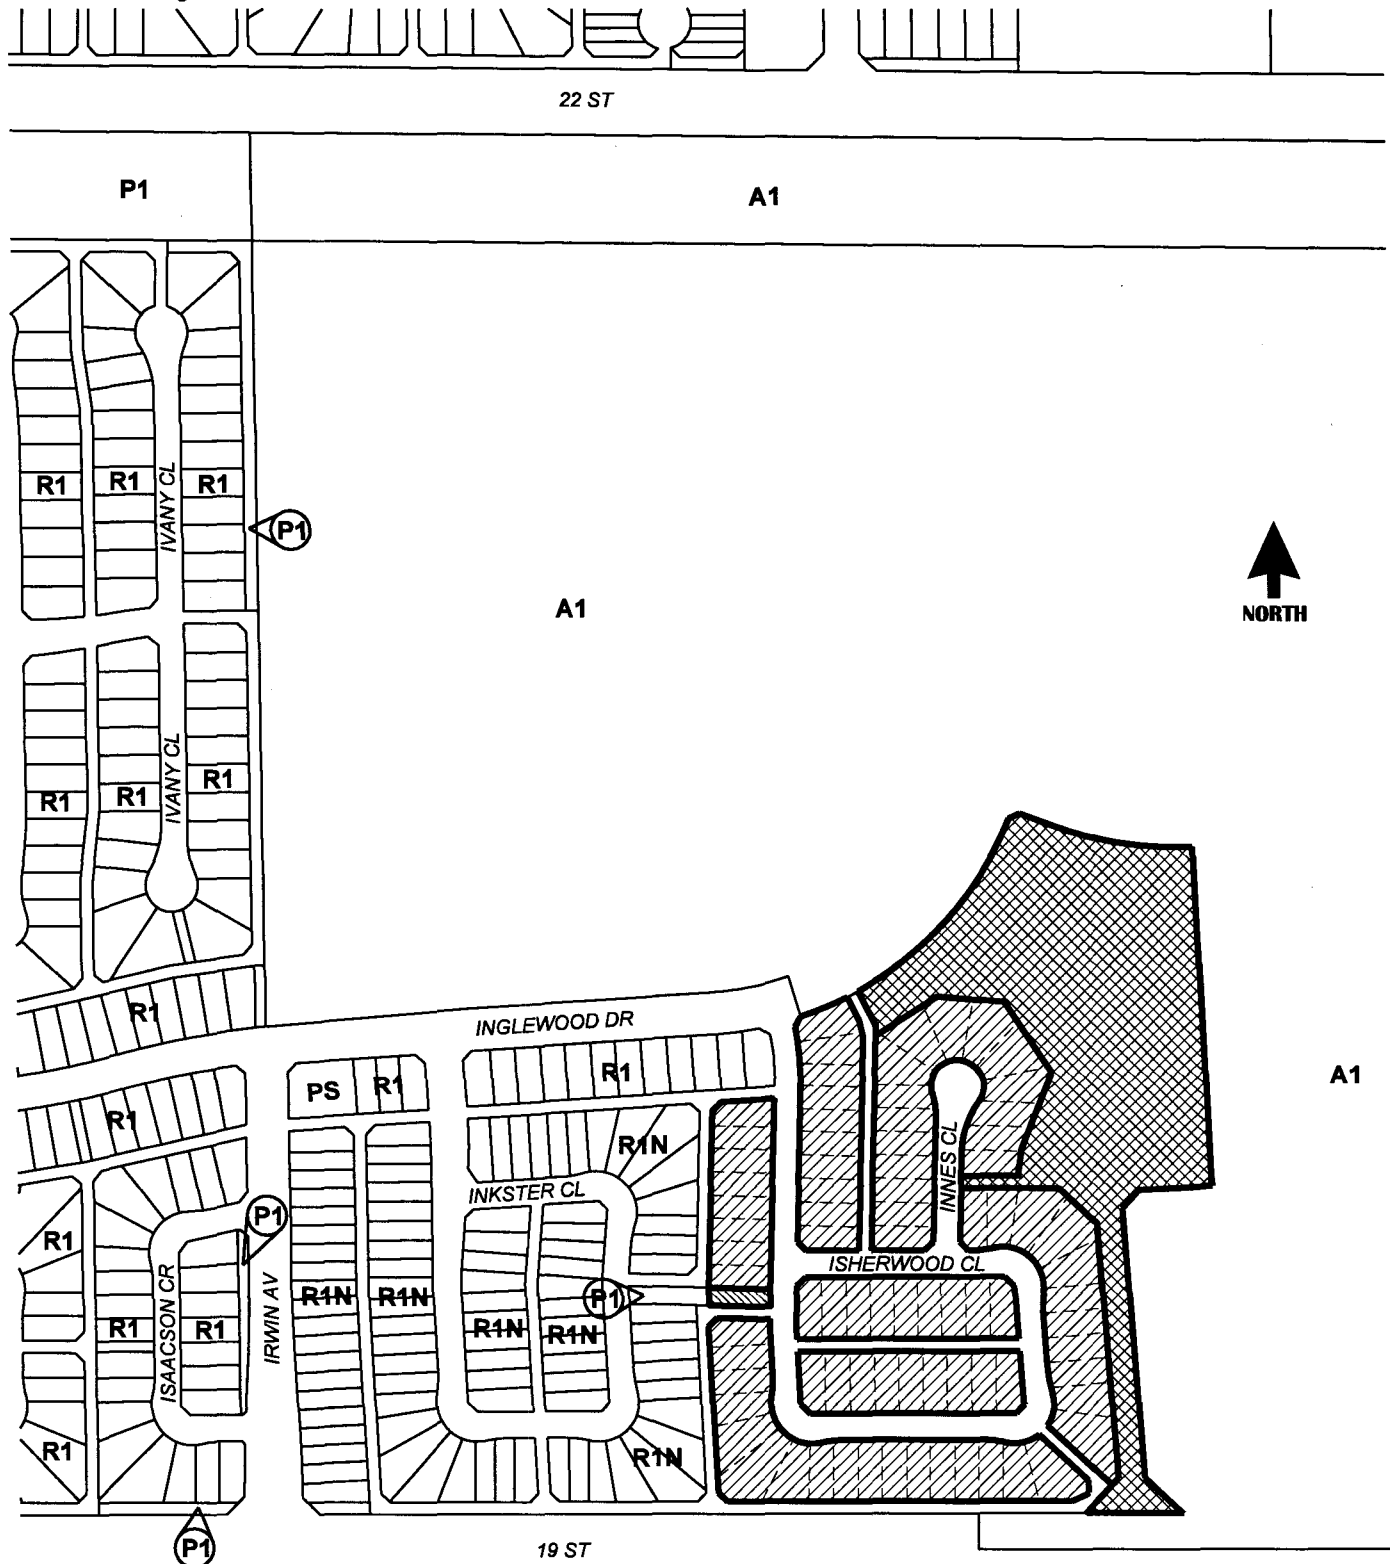 22 ST
P1
A1
R1
R1
IVANY CL
R1
P1
A1
NORTH
R1
R1
IVANY CL
R1
R1
INGLEWOOD DR
A1
PS
R1
R1
R1
R1N
INNES CL
INKSTER CL
P1
R1
ISHERWOOD CL
ISAACSON CR
IRWIN AV
R1N
R1N
P1
R1
R1
R1N
R1N
R1
R1N
P1
19 ST